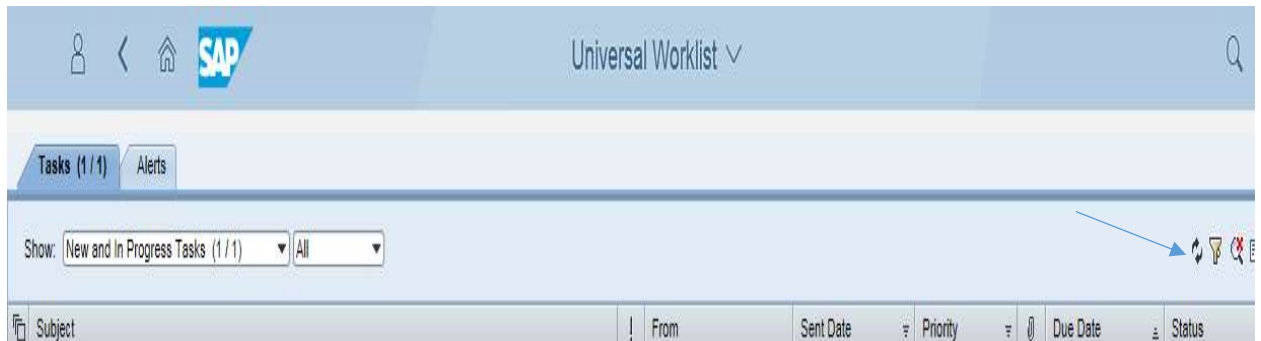 SAP
Universal Worklist
Tasks (1 / 1) Alerts
Show: New and In Progress Tasks (1 / 1) All
Subject ! From Sent Date Priority Due Date Status